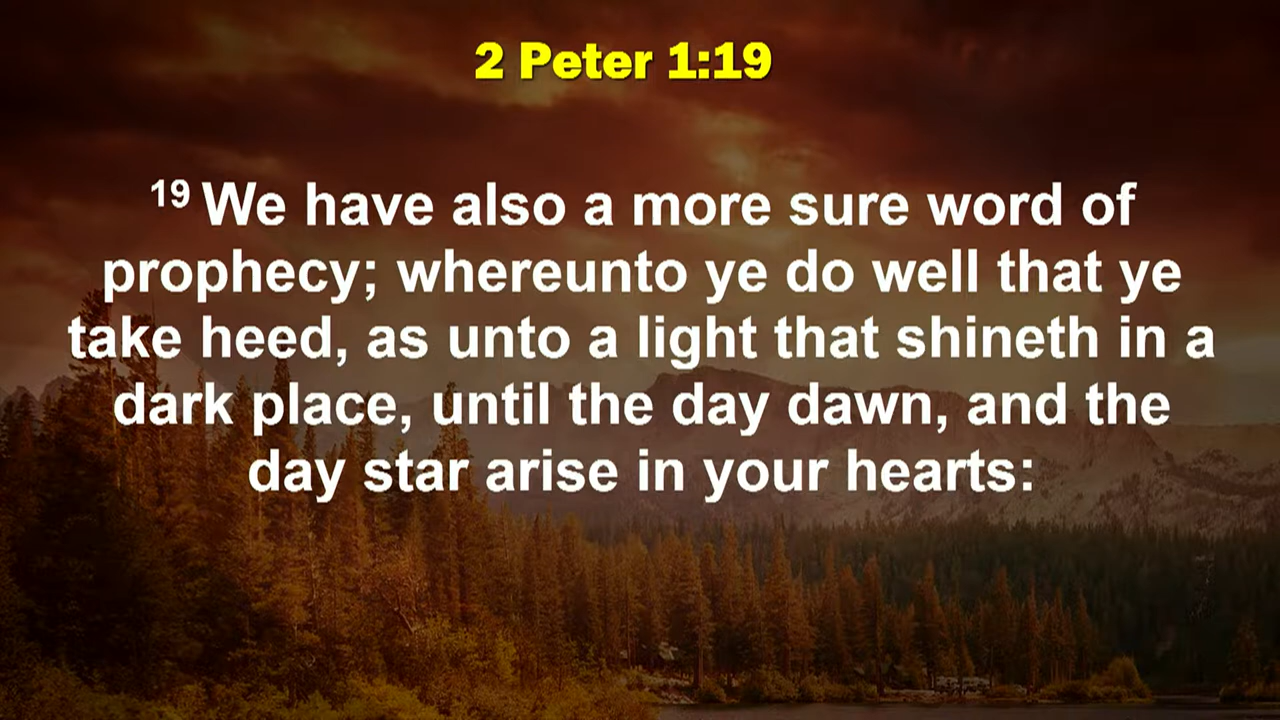 2 Peter 1:19
19 We have also a more sure word of
prophecy; whereunto ye do well that ye
take heed, as unto a light that shineth in a
dark place, until the day dawn, and the
day star arise in your hearts: